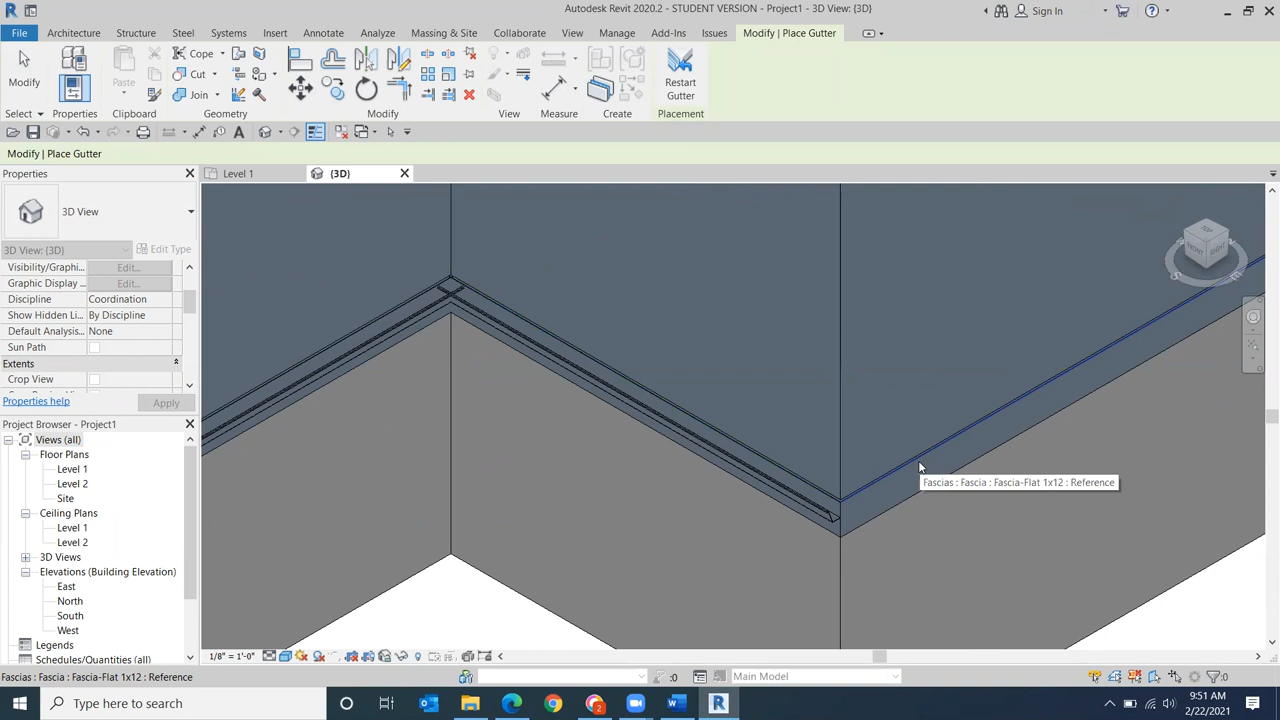 Autodesk Revit 2020.2 - STUDENT VERSION - Project1 - 3D View: {3D}
Sign In
File Architecture Structure Steel Systems Insert Annotate Analyze Massing & Site Collaborate View Manage Add-Ins Issues Modify | Place Gutter
Modify
Paste
Cope
Cut
Join
Restart
Gutter
Select Properties Clipboard Geometry Modify View Measure Create Placement
Modify | Place Gutter
Properties
Level 1
{3D}
3D View
3D View: {3D}
Edit Type
Visibility/Graphi... Edit...
Graphic Display ... Edit...
Discipline Coordination
Show Hidden Li... By Discipline
Default Analysis... None
Sun Path
Extents
Crop View
Properties help
Apply
Project Browser - Project1
Views (all)
Floor Plans
Level 1
Level 2
Site
Ceiling Plans
Level 1
Level 2
3D Views
Elevations (Building Elevation)
East
North
South
West
Legends
Schedules/Quantities (all)
TOP
FRONT
RIGHT
S
E
Fascias : Fascia : Fascia-Flat 1x12 : Reference
1/8" = 1'-0"
Fascias : Fascia : Fascia-Flat 1x12 : Reference
:0
Main Model
:0
Type here to search
2
9:51 AM
2/22/2021